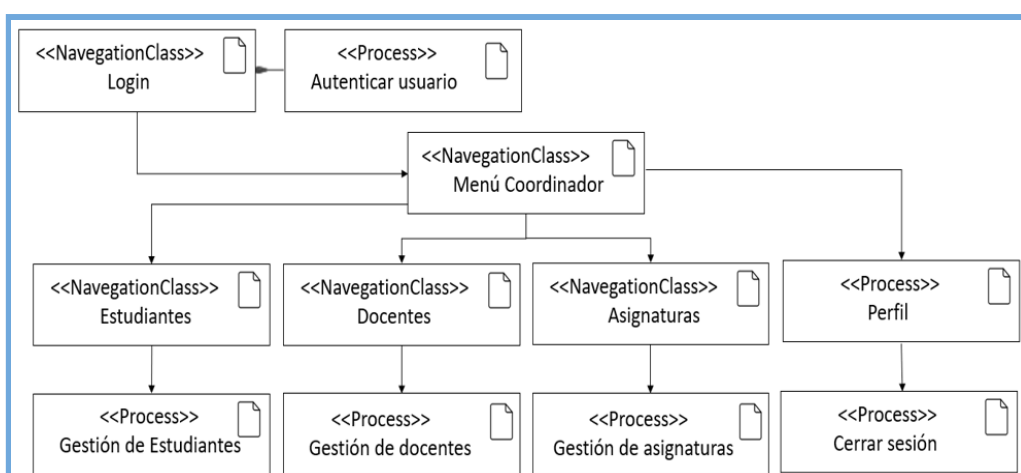 <<NavegationClass>>
Login
<<Process>>
Autenticar usuario
<<NavegationClass>>
Menú Coordinador
<<NavegationClass>>
Estudiantes
<<NavegationClass>>
Docentes
<<NavegationClass>>
Asignaturas
<<Process>>
Perfil
<<Process>>
Gestión de Estudiantes
<<Process>>
Gestión de docentes
<<Process>>
Gestión de asignaturas
<<Process>>
Cerrar sesión